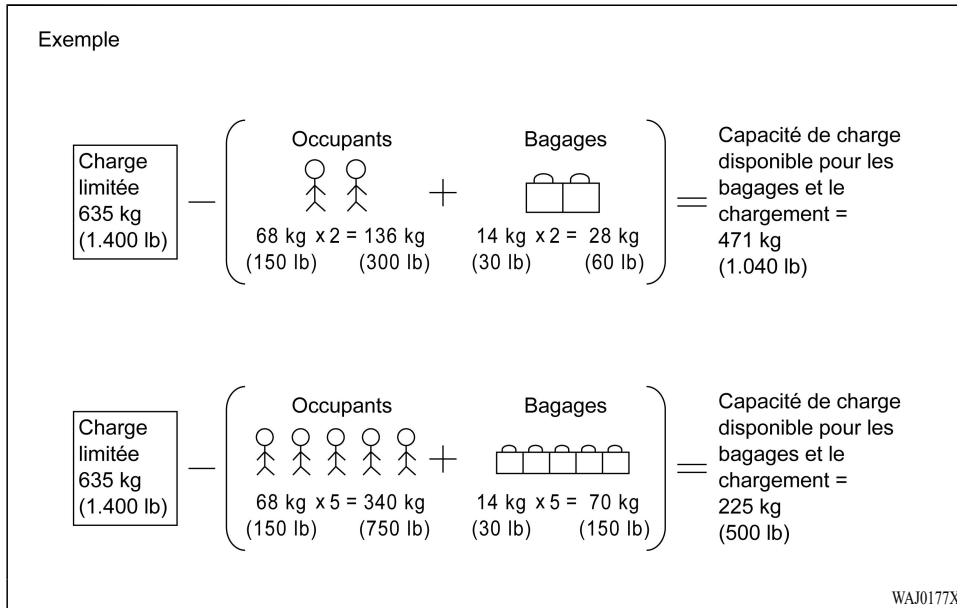 Exemple
Charge
limitée
635 kg
(1.400 lb)
Occupants
68 kg x 2 = 136 kg
(150 lb) (300 lb)
Bagages
14 kg x 2 = 28 kg
(30 lb) (60 lb)
Capacité de charge
disponible pour les
bagages et le
chargement =
471 kg
(1.040 lb)
Charge
limitée
635 kg
(1.400 lb)
Occupants
68 kg x 5 = 340 kg
(150 lb) (750 lb)
Bagages
14 kg x 5 = 70 kg
(30 lb) (150 lb)
Capacité de charge
disponible pour les
bagages et le
chargement =
225 kg
(500 lb)
WAJ0177X